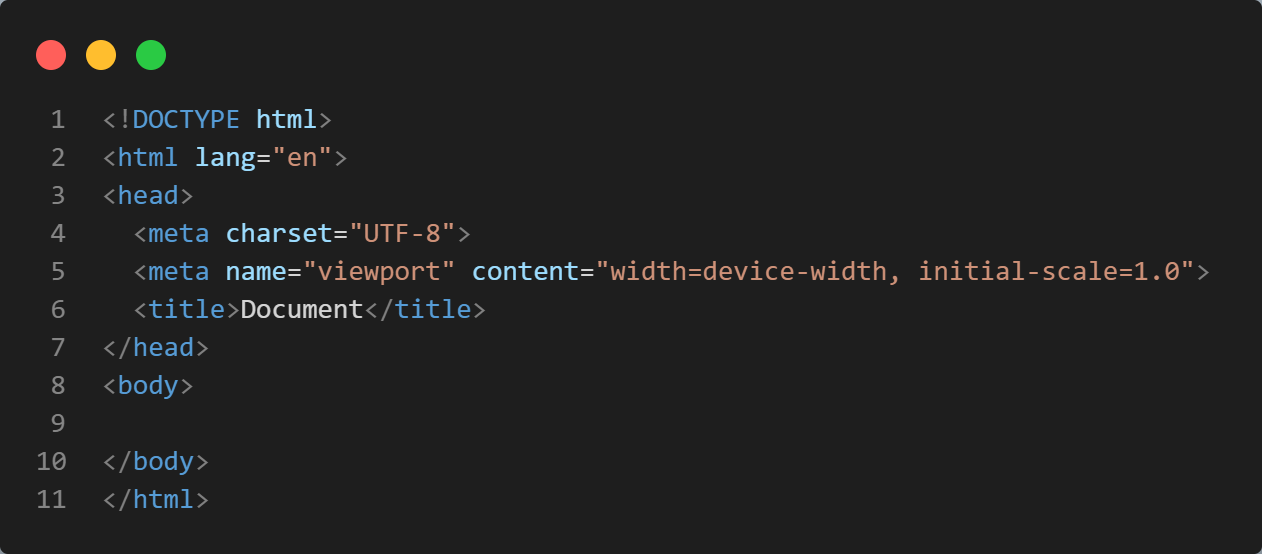 1 <!DOCTYPE html>
2 <html lang="en">
3 <head>
4   <meta charset="UTF-8">
5   <meta name="viewport" content="width=device-width, initial-scale=1.0">
6   <title>Document</title>
7 </head>
8 <body>
9
10 </body>
11 </html>